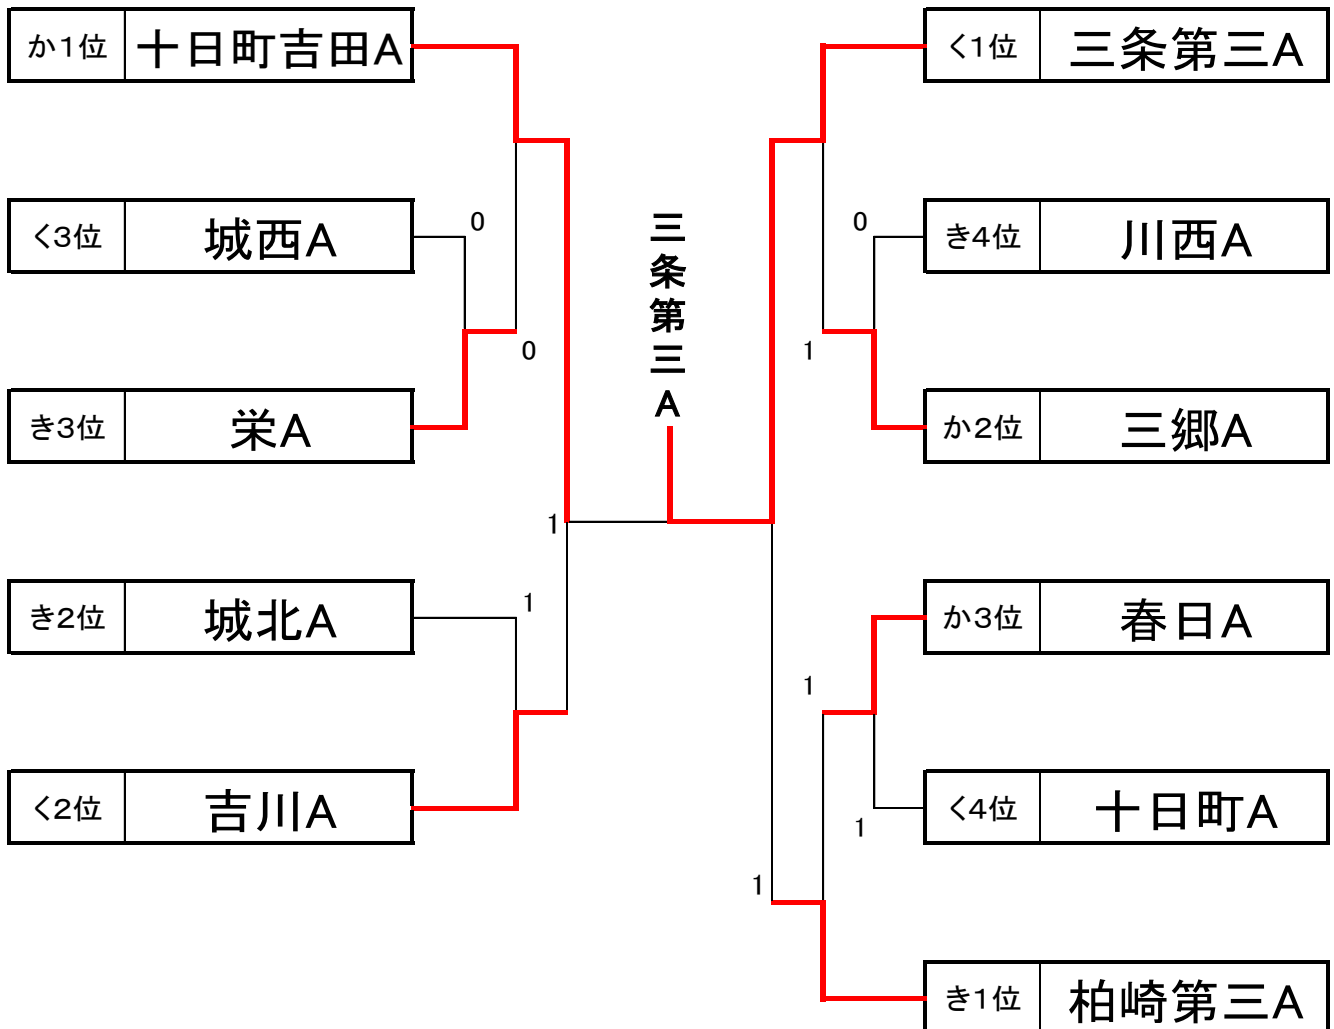 か1位 十日町吉田A
く3位 城西A
0
0
き3位 栄A
1
き2位 城北A
1
く2位 吉川A
三条第三A
く1位 三条第三A
0
き4位 川西A
1
か2位 三郷A
か3位 春日A
1
く4位 十日町A
1
1
き1位 柏崎第三A